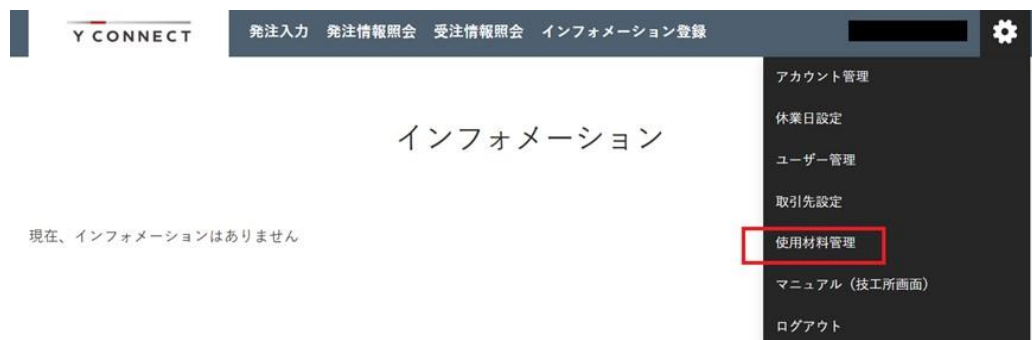 Y CONNECT 発注入力 発注情報照会 受注情報照会 インフォメーション登録
アカウント管理
休業日設定
インフォメーション
ユーザー管理
取引先設定
現在、インフォメーションはありません
使用材料管理
マニュアル（技工所画面）
ログアウト